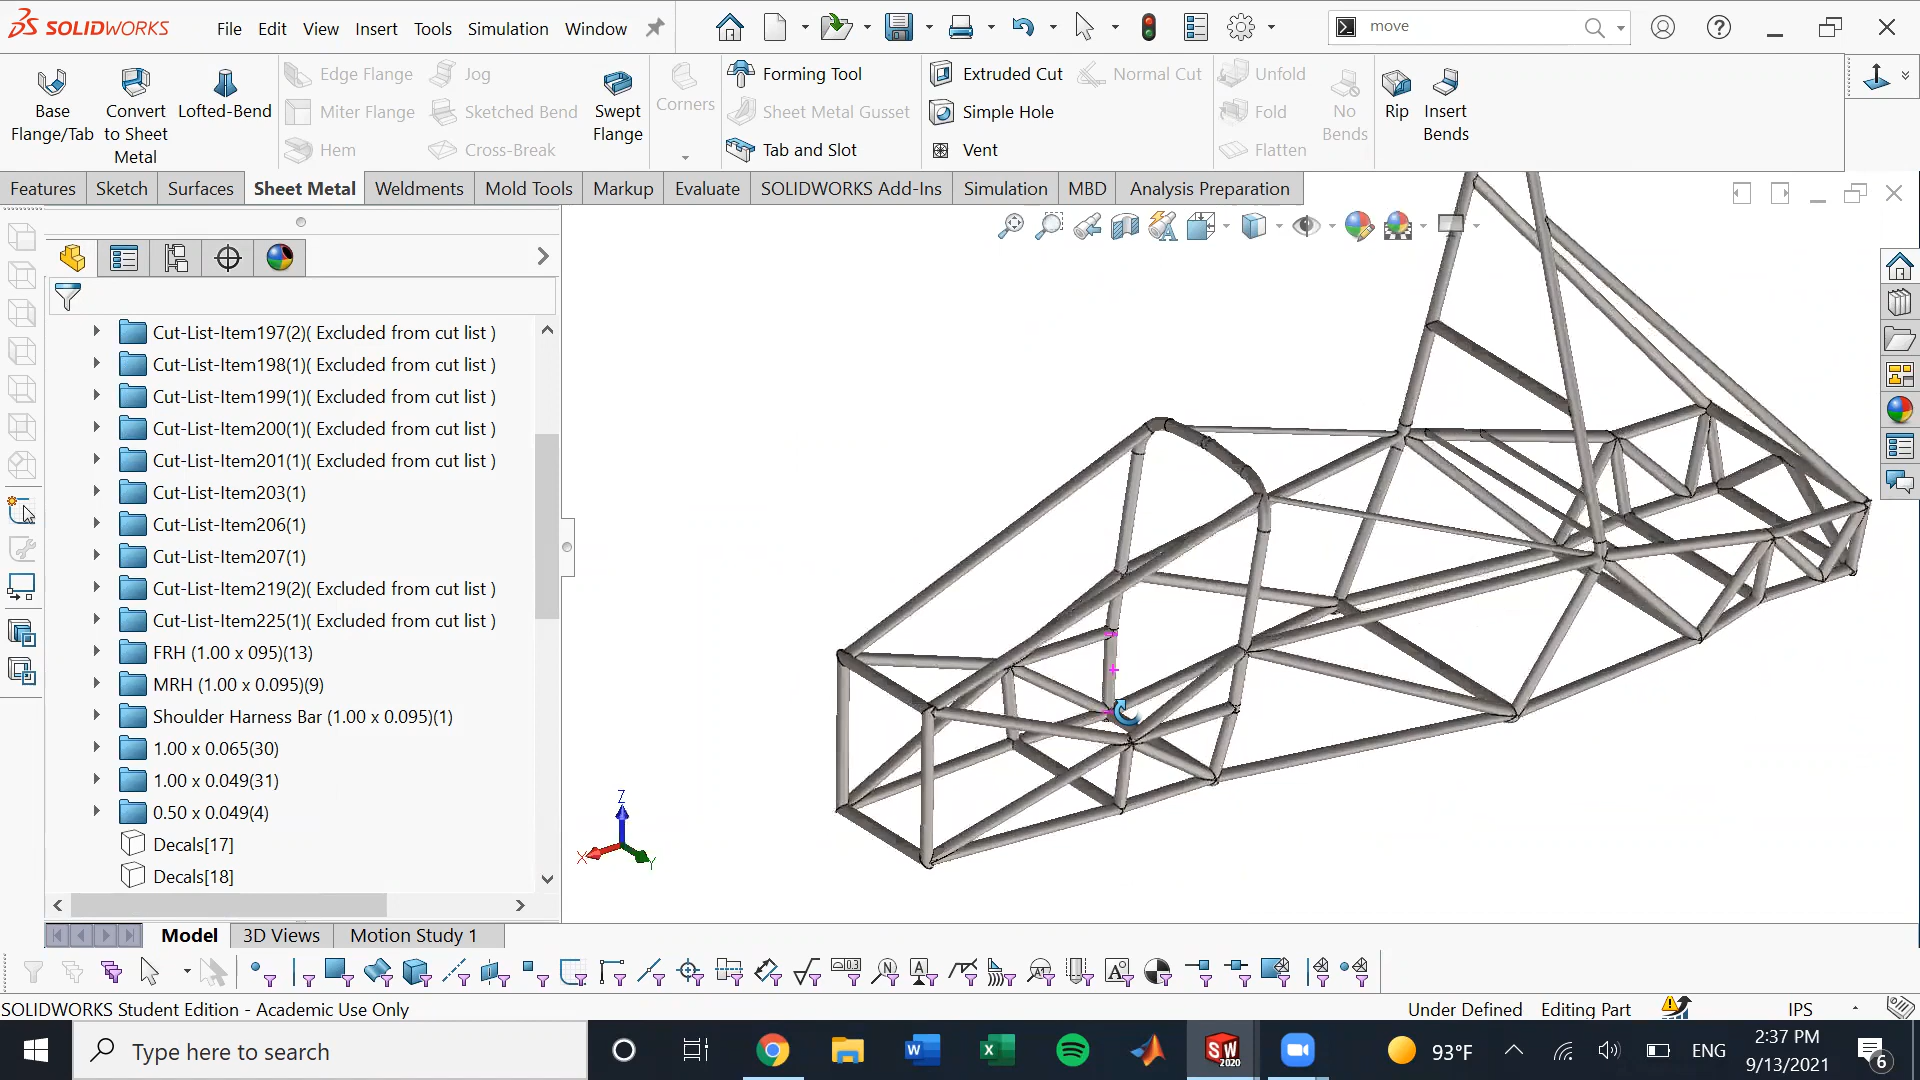 SOLIDWORKS File Edit View Insert Tools Simulation Window move
Base Flange/Tab
Convert to Sheet Metal
Lofted-Bend
Edge Flange
Miter Flange
Hem
Jog
Sketched Bend
Cross-Break
Swept Flange
Corners
Forming Tool
Sheet Metal Gusset
Tab and Slot
Extruded Cut
Simple Hole
Vent
Normal Cut
Unfold
Fold
Flatten
No Bends
Rip
Insert Bends
Features Sketch Surfaces Sheet Metal Weldments Mold Tools Markup Evaluate SOLIDWORKS Add-Ins Simulation MBD Analysis Preparation
Cut-List-Item197(2)( Excluded from cut list )
Cut-List-Item198(1)( Excluded from cut list )
Cut-List-Item199(1)( Excluded from cut list )
Cut-List-Item200(1)( Excluded from cut list )
Cut-List-Item201(1)( Excluded from cut list )
Cut-List-Item203(1)
Cut-List-Item206(1)
Cut-List-Item207(1)
Cut-List-Item219(2)( Excluded from cut list )
Cut-List-Item225(1)( Excluded from cut list )
FRH (1.00 x 095)(13)
MRH (1.00 x 0.095)(9)
Shoulder Harness Bar (1.00 x 0.095)(1)
1.00 x 0.065(30)
1.00 x 0.049(31)
0.50 x 0.049(4)
Decals[17]
Decals[18]
Z
X
Y
Model 3D Views Motion Study 1
SOLIDWORKS Student Edition - Academic Use Only
Under Defined Editing Part IPS
Type here to search
SW 2020
93°F ENG
2:37 PM
9/13/2021
6